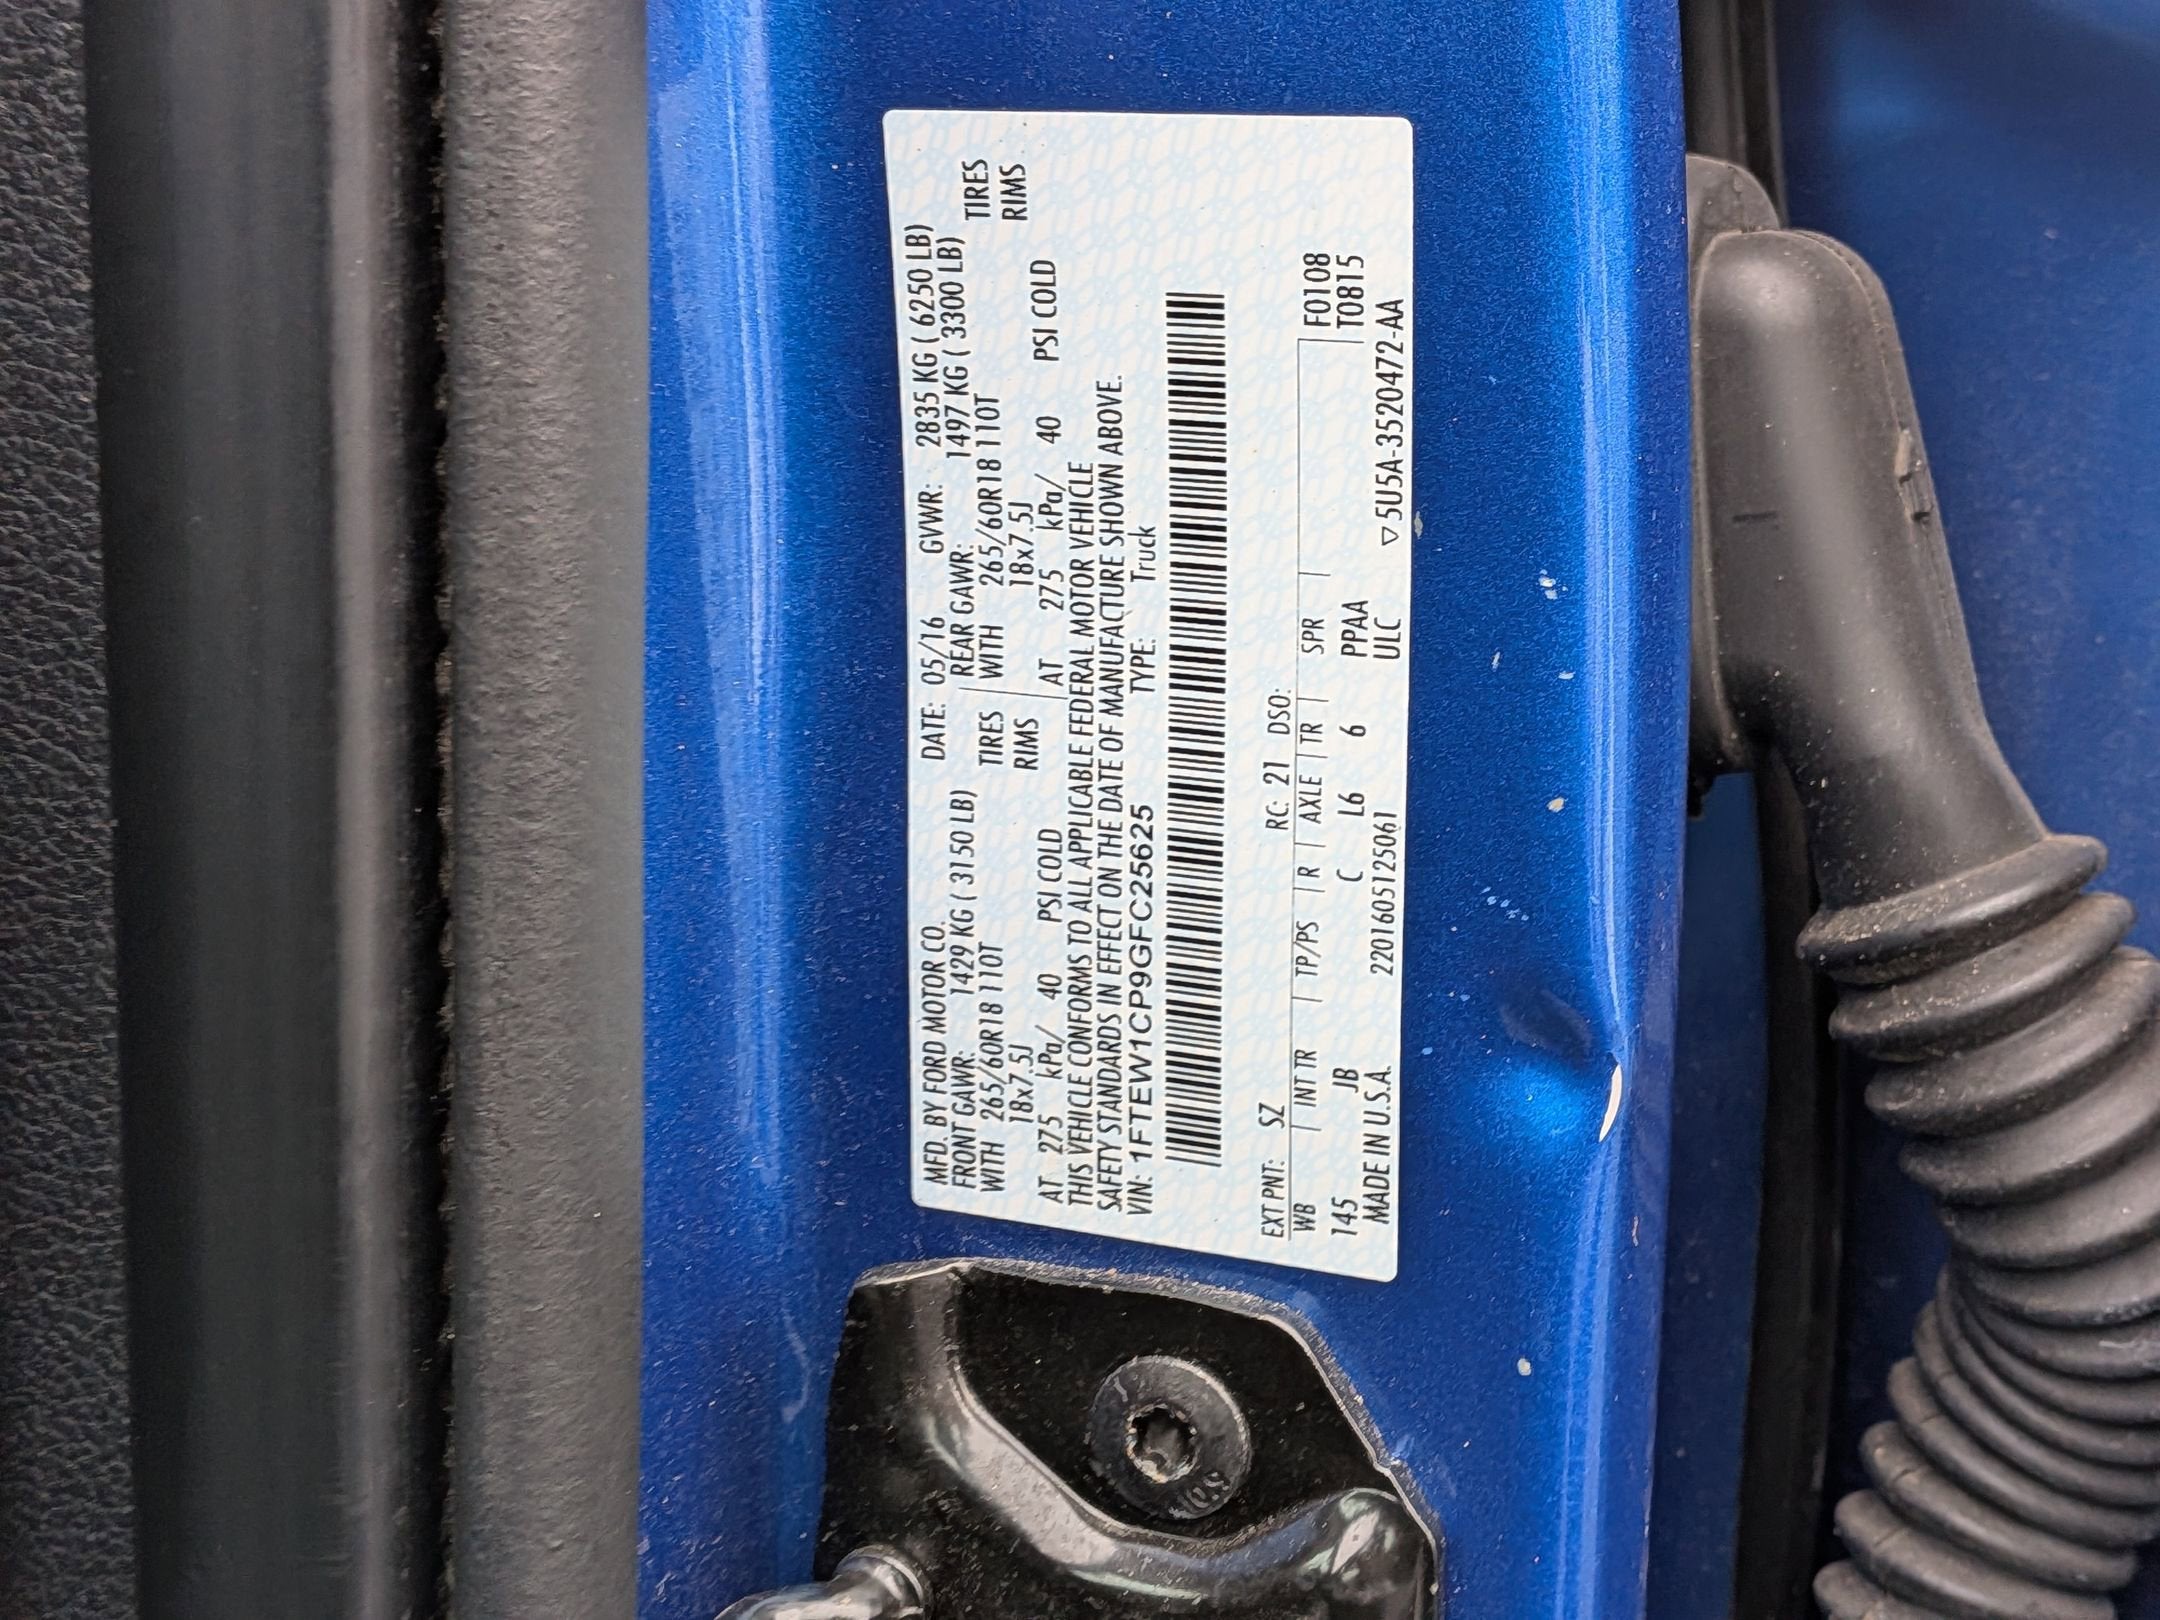 MFD. BY FORD MOTOR CO. DATE: 05/16 GVWR: 2835 KG ( 6250 LB)
FRONT GAWR: 1429 KG ( 3150 LB) REAR GAWR: 1497 KG ( 3300 LB)
WITH 265/60R18 110T TIRES WITH 265/60R18 110T TIRES
18x7.5J RIMS 18x7.5J RIMS
AT 275 kPa/ 40 PSI COLD AT 275 kPa/ 40 PSI COLD
THIS VEHICLE CONFORMS TO ALL APPLICABLE FEDERAL MOTOR VEHICLE
SAFETY STANDARDS IN EFFECT ON THE DATE OF MANUFACTURE SHOWN ABOVE.
VIN: 1FTEW1CP9GFC25625 TYPE: Truck
EXT PNT: SZ RC: 21 DSO:
WB INT TR TP/PS R AXLE TR SPR F0108
T0815
145 JB C L6 6 PPAA
MADE IN U.S.A. 2201605125061 ULC ▽5U5A-3520472-AA